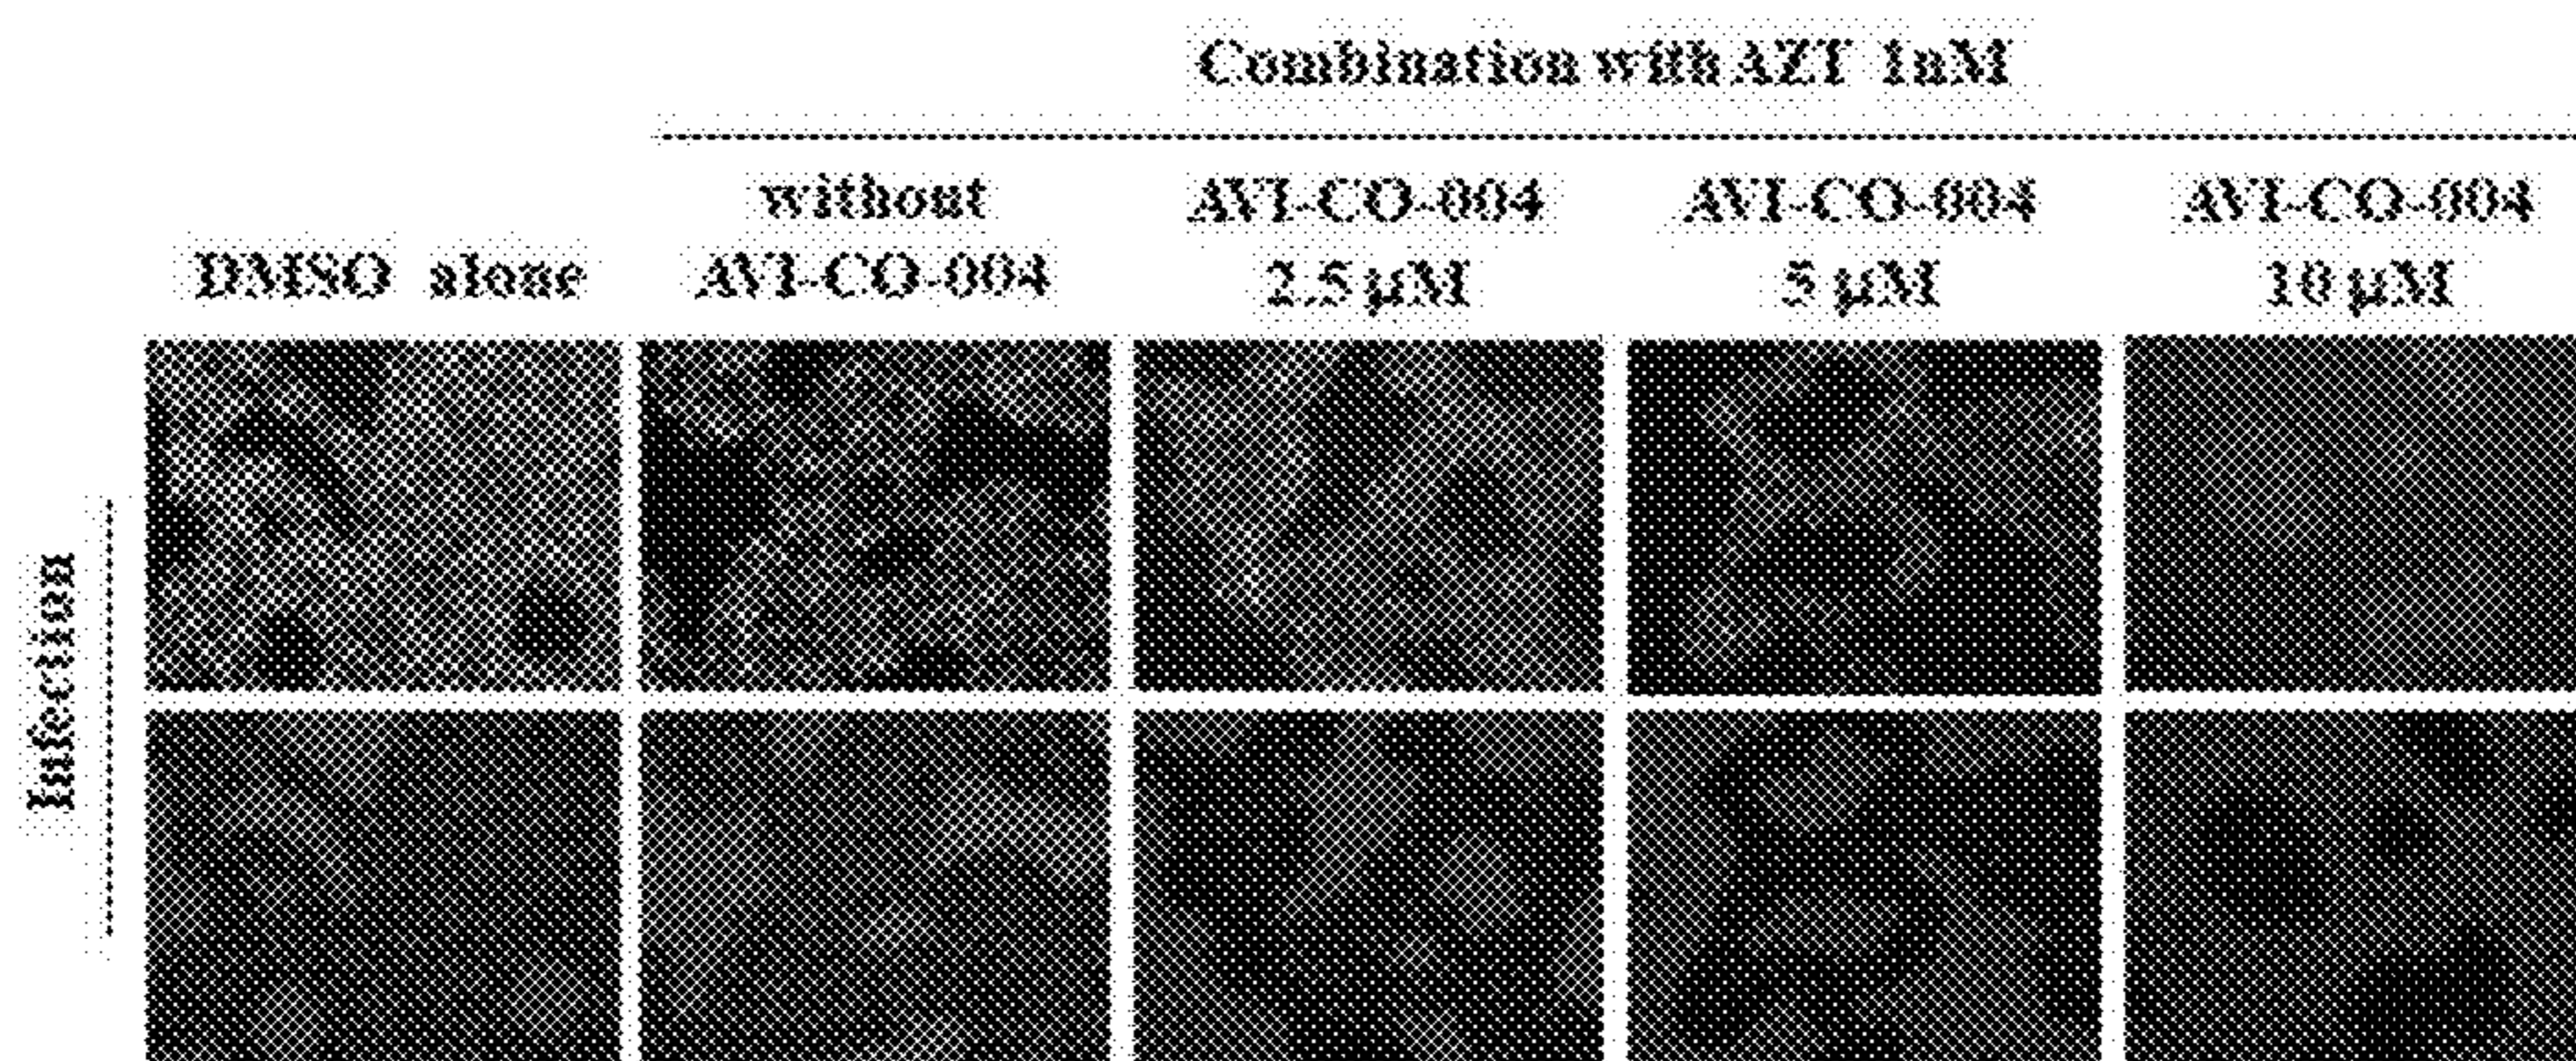 Combination with AZT 1nM
without AVI-CO-004 AVI-CO-004 AVI-CO-004
DMSO alone AVI-CO-004 2.5 µM 5 µM 10 µM
Infection